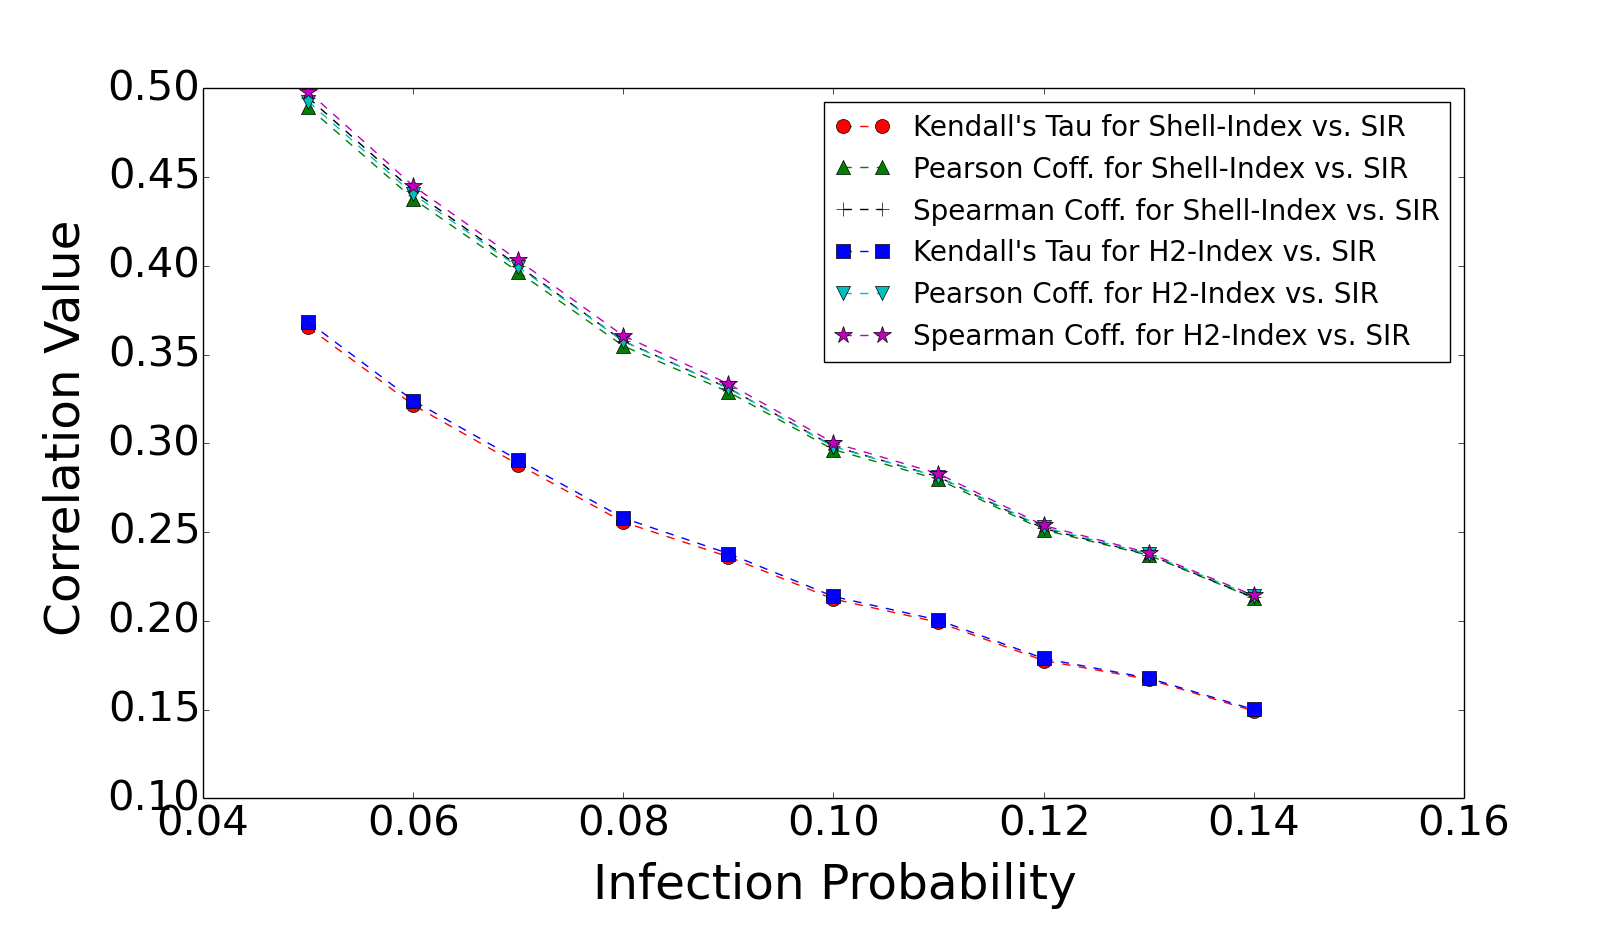 0.50
0.45
0.40
0.35
0.30
0.25
0.20
0.15
0.10
Correlation Value
Kendall's Tau for Shell-Index vs. SIR
Pearson Coff. for Shell-Index vs. SIR
Spearman Coff. for Shell-Index vs. SIR
Kendall's Tau for H2-Index vs. SIR
Pearson Coff. for H2-Index vs. SIR
Spearman Coff. for H2-Index vs. SIR
0.04 0.06 0.08 0.10 0.12 0.14 0.16
Infection Probability